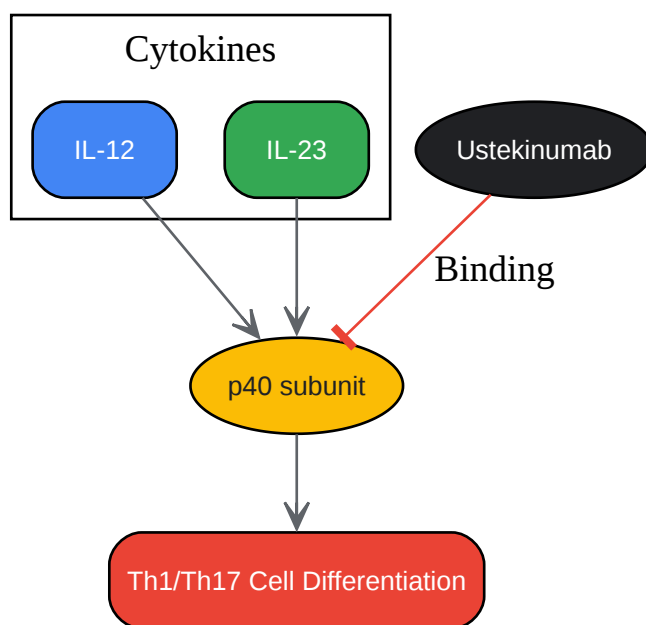 Cytokines
IL-12
IL-23
Ustekinumab
Binding
p40 subunit
Th1/Th17 Cell Differentiation